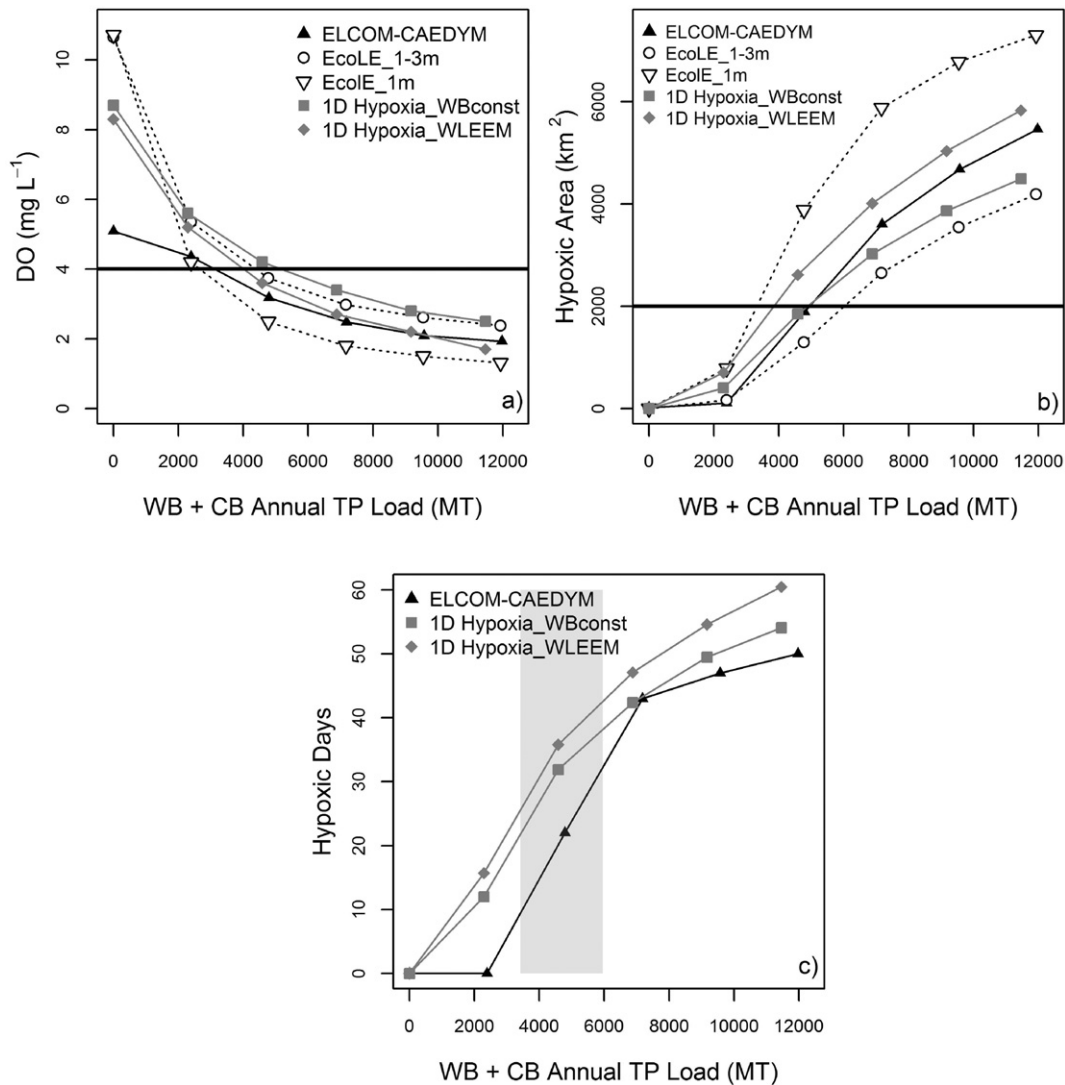 ELCOM-CAEDYM
EcoLE_1-3m
EcolE_1m
1D Hypoxia_WBconst
1D Hypoxia_WLEEM
10
8
6
4
2
0
DO (mg L⁻¹)
a)
0 2000 4000 6000 8000 10000 12000
WB + CB Annual TP Load (MT)
ELCOM-CAEDYM
EcoLE_1-3m
EcolE_1m
1D Hypoxia_WBconst
1D Hypoxia_WLEEM
6000
4000
2000
0
Hypoxic Area (km ²)
b)
0 2000 4000 6000 8000 10000 12000
WB + CB Annual TP Load (MT)
ELCOM-CAEDYM
1D Hypoxia_WBconst
1D Hypoxia_WLEEM
60
50
40
30
20
10
0
Hypoxic Days
c)
0 2000 4000 6000 8000 10000 12000
WB + CB Annual TP Load (MT)